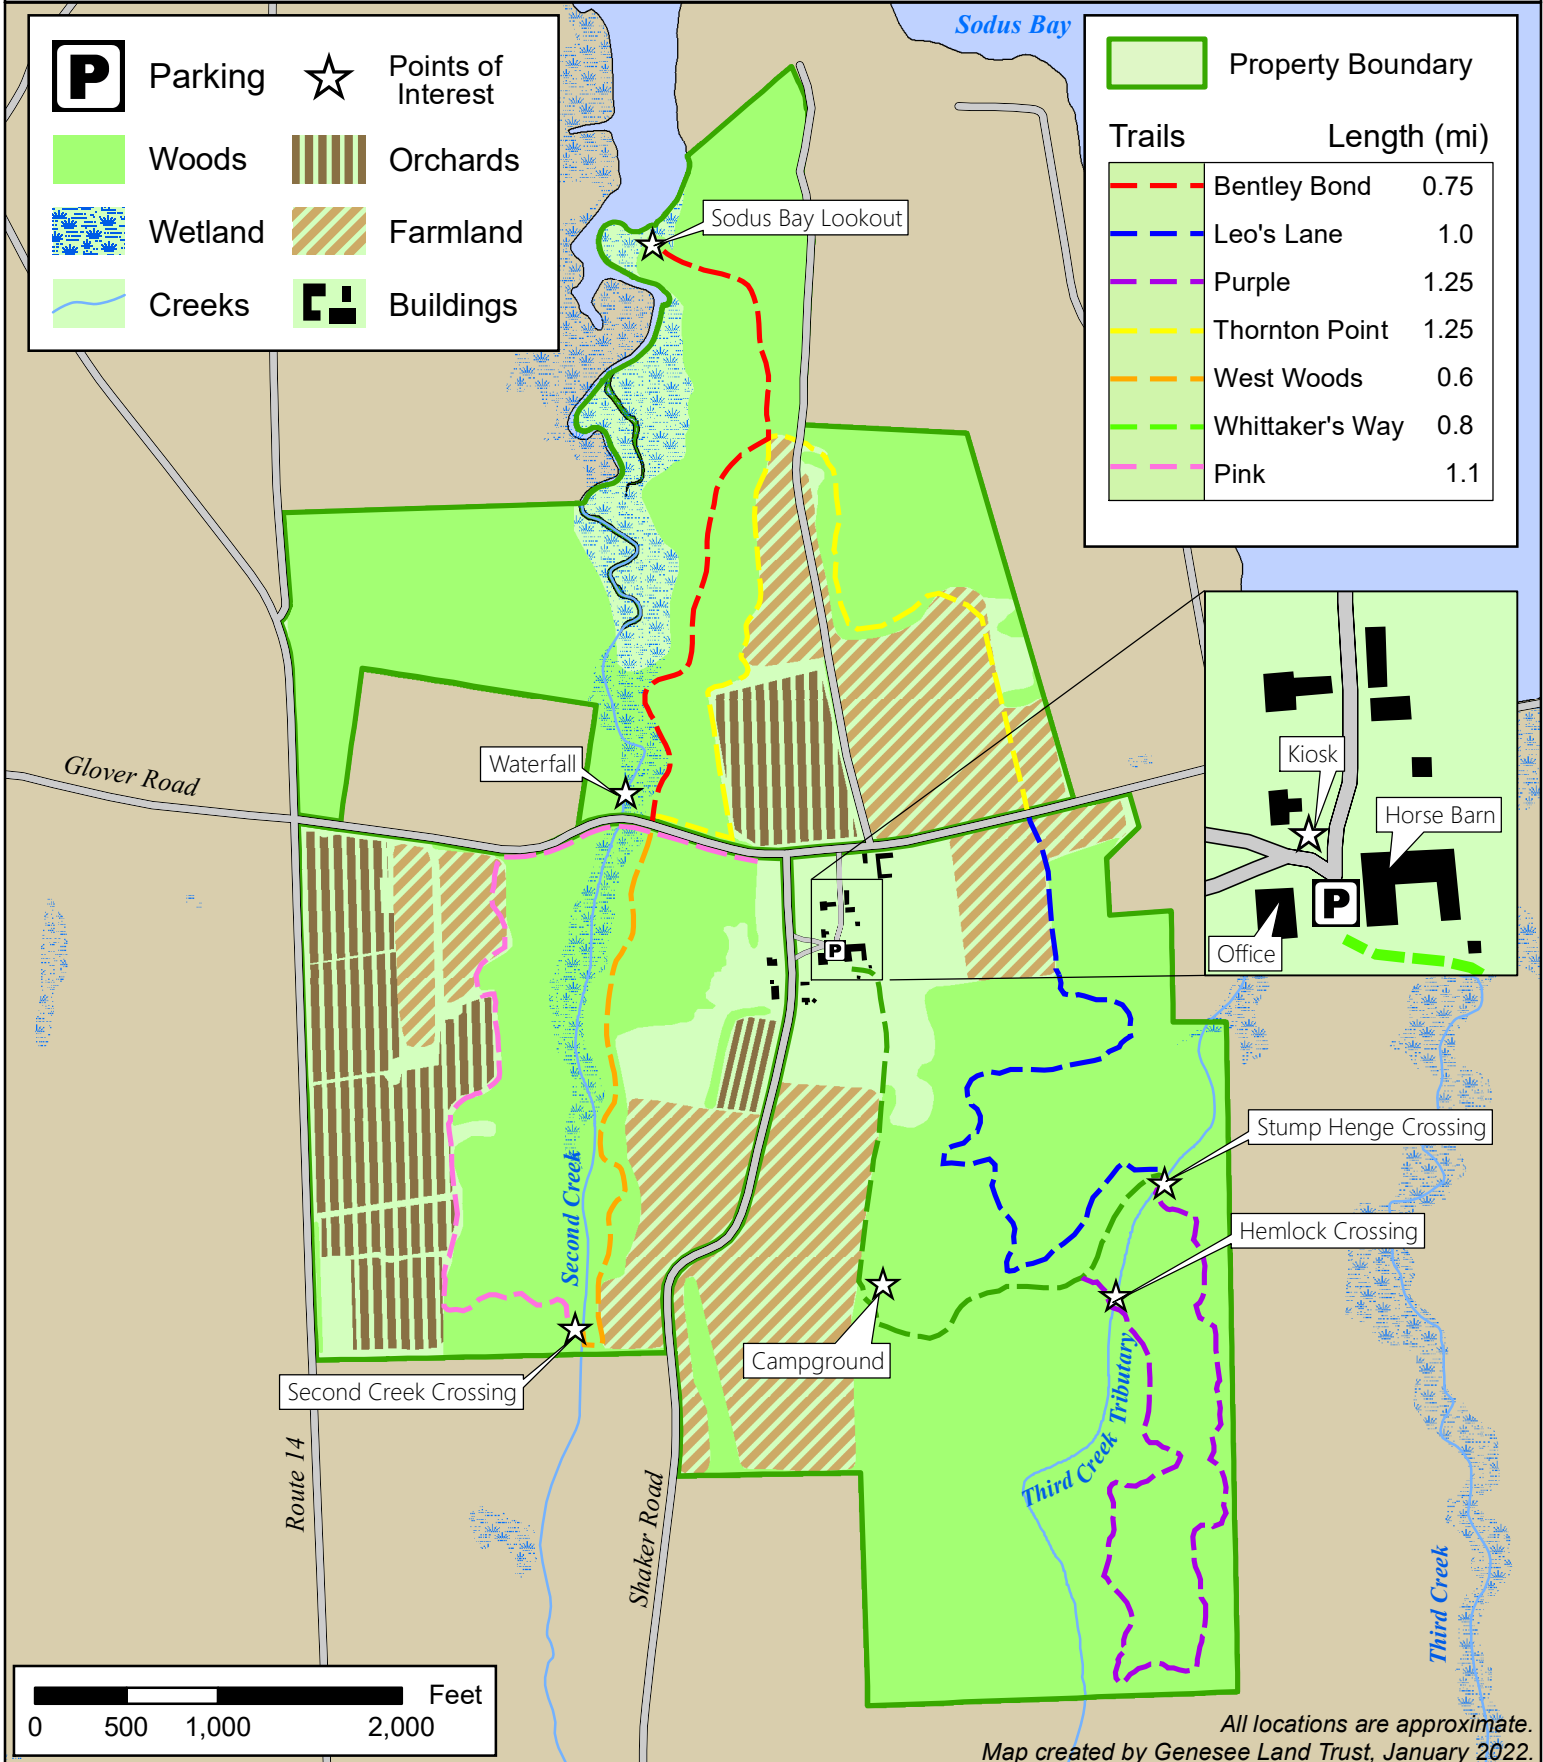 Sodus Bay
P
Parking
Points of
Interest
Woods
Orchards
Wetland
Farmland
Creeks
Buildings
Property Boundary
Trails Length (mi)
Bentley Bond 0.75
Leo's Lane 1.0
Purple 1.25
Thornton Point 1.25
West Woods 0.6
Whittaker's Way 0.8
Pink 1.1
Sodus Bay Lookout
Waterfall
Glover Road
Kiosk
Horse Barn
P
Office
P
Second Creek
Stump Henge Crossing
Hemlock Crossing
Campground
Second Creek Crossing
Third Creek Tributary
Route 14
Shaker Road
Third Creek
Feet
0 500 1,000 2,000
All locations are approximate.
Map created by Genesee Land Trust, January 2022.